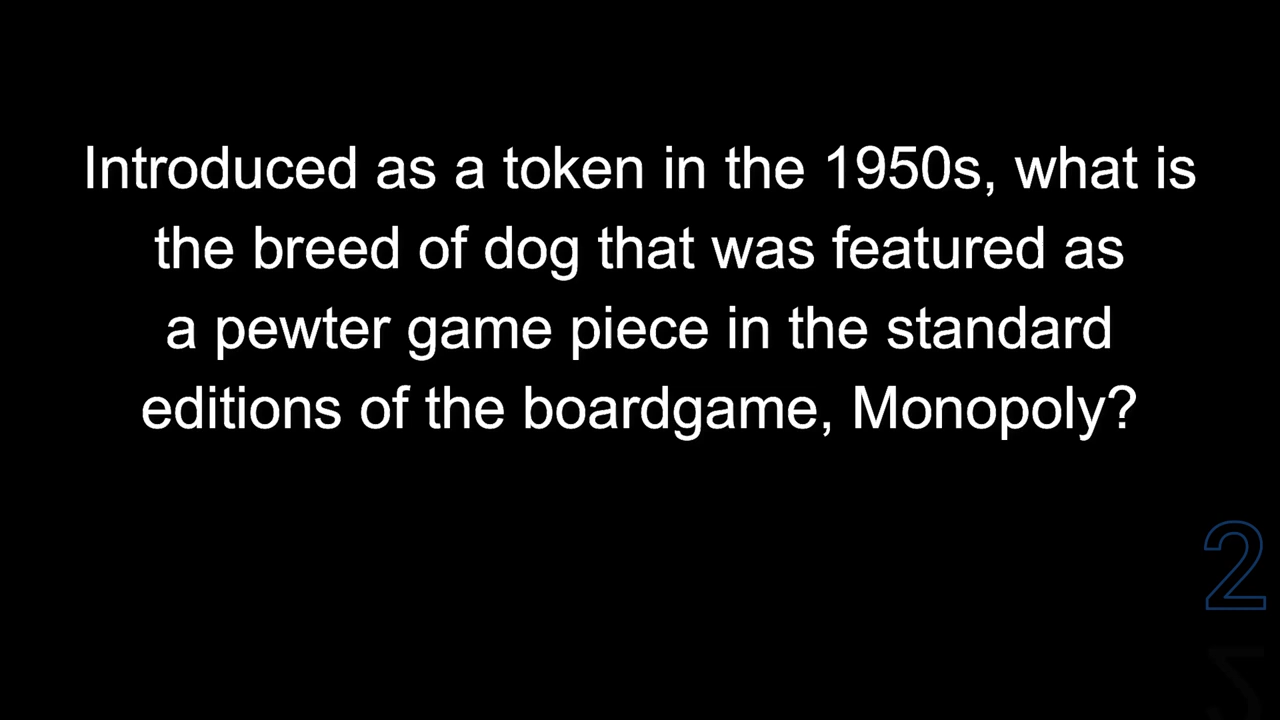 Introduced as a token in the 1950s, what is
the breed of dog that was featured as
a pewter game piece in the standard
editions of the boardgame, Monopoly?
2